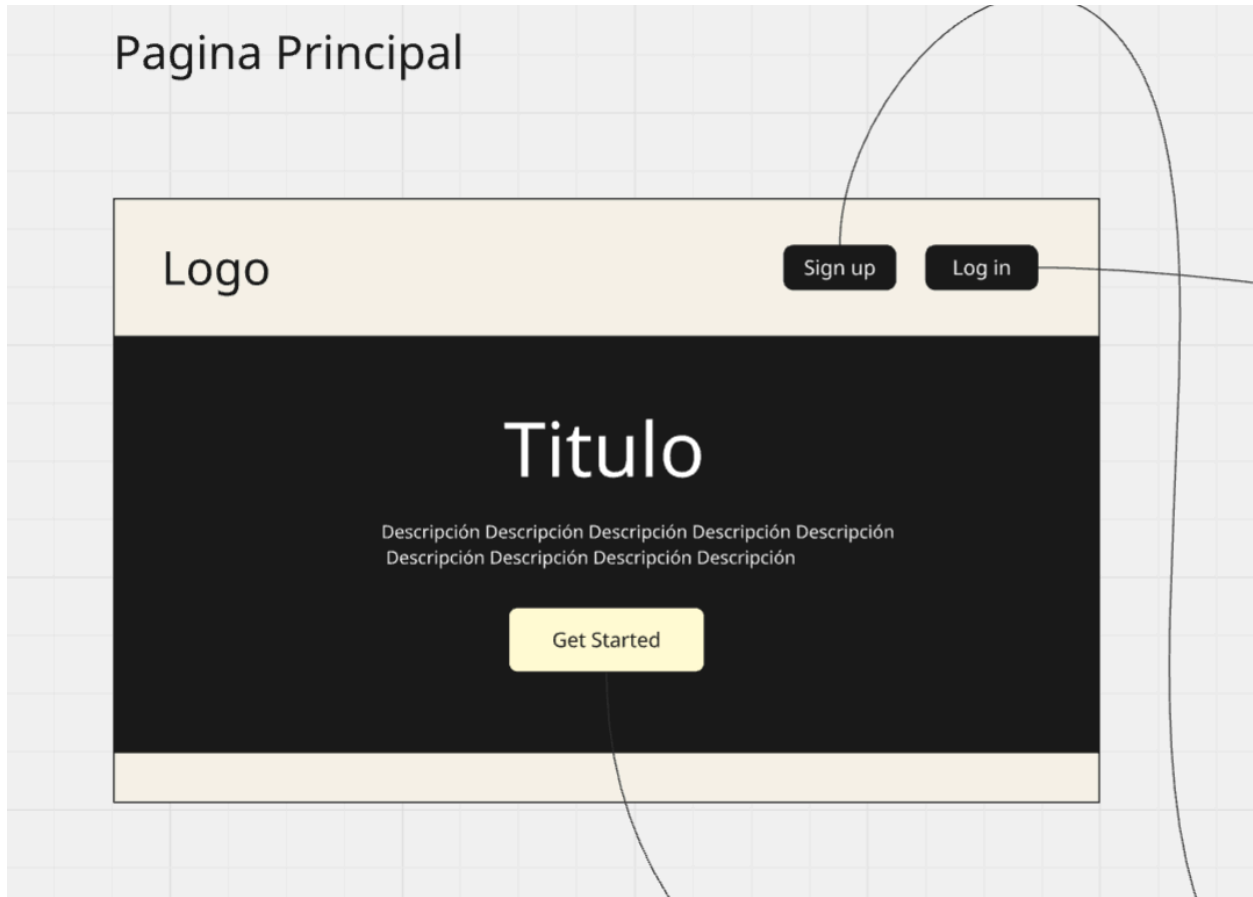 Pagina Principal
Logo
Sign up
Log in
Titulo
Descripción Descripción Descripción Descripción Descripción
Descripción Descripción Descripción Descripción
Get Started